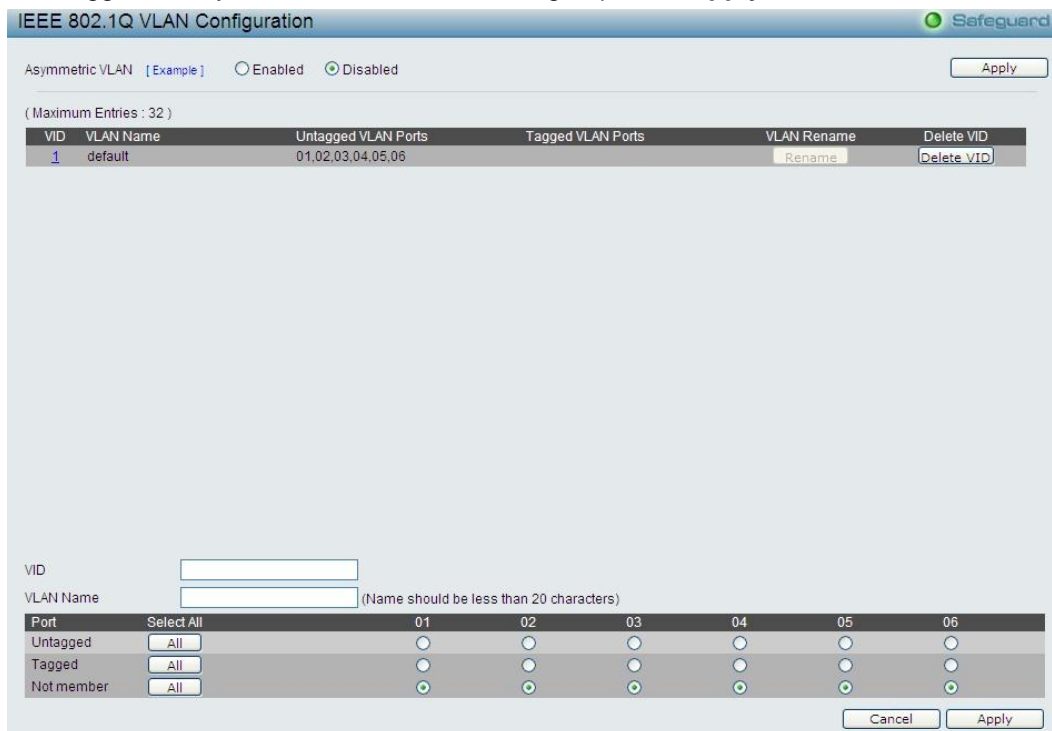 IEEE 802.1Q VLAN Configuration Safeguard
Asymmetric VLAN [ Example ] Enabled Disabled Apply
( Maximum Entries : 32 )
VID VLAN Name Untagged VLAN Ports Tagged VLAN Ports VLAN Rename Delete VID
1 default 01,02,03,04,05,06 Rename Delete VID
VID
VLAN Name (Name should be less than 20 characters)
Port Select All 01 02 03 04 05 06
Untagged All
Tagged All
Not member All
Cancel Apply